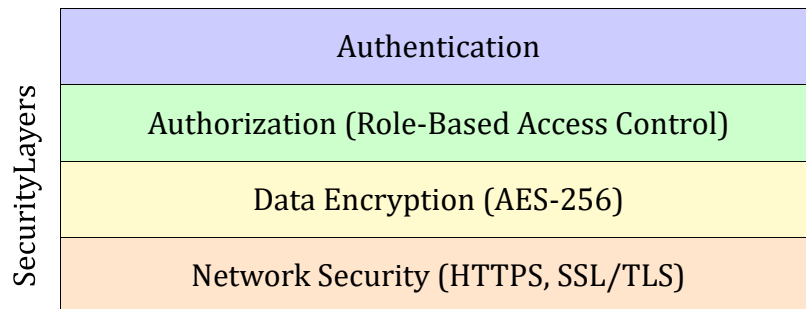 SecurityLayers
Authentication
Authorization (Role-Based Access Control)
Data Encryption (AES-256)
Network Security (HTTPS, SSL/TLS)